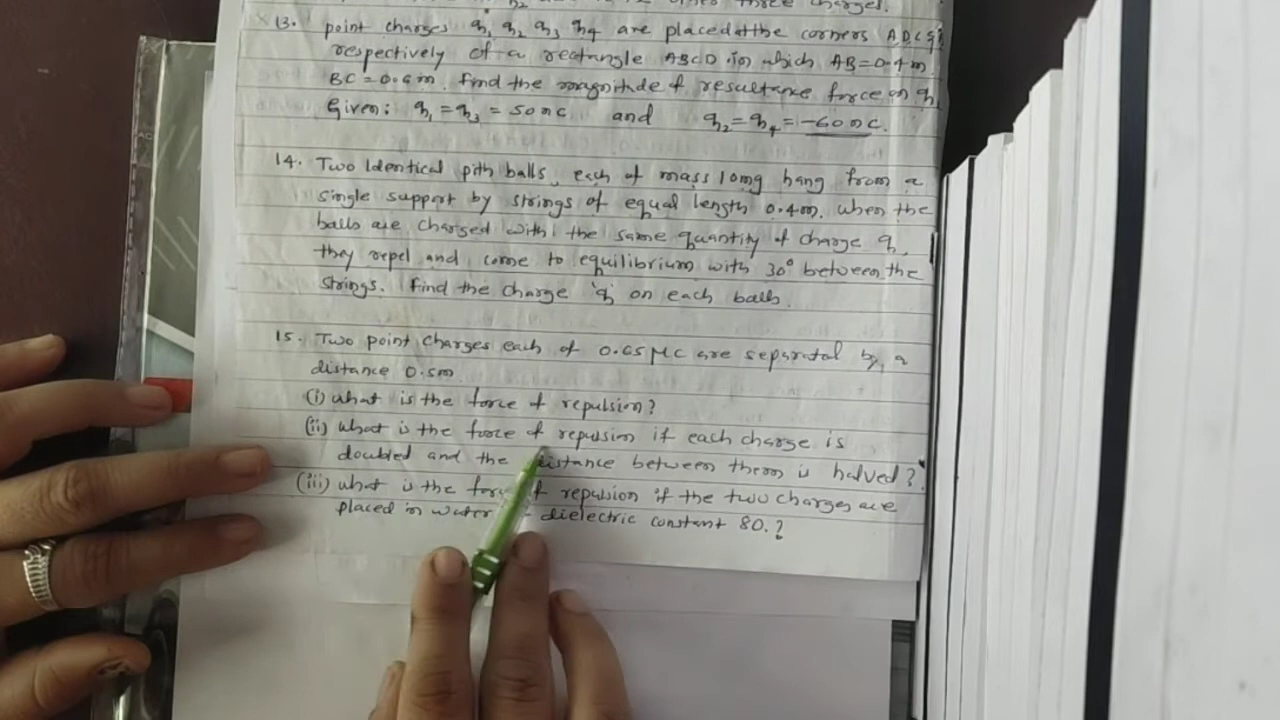 three charges.
13. point charges q1 q2 q3 q4 are placed at the corners A,B,C &
respectively of a rectangle ABCD in which AB=0.4m
BC=0.6m. Find the magnitude of resultance force on q1
Given: q1=q3=50nc and q2=q4=-60nc.
14. Two Identical pith balls, each of mass 10mg hang from a
single support by strings of equal length 0.4m. when the
balls are charged with the same quantity of charge q,
they repel and come to equilibrium with 30° between the
strings. Find the charge 'q' on each balls.
15. Two point charges each of 0.65μC are separated by a
distance 0.5m
(i) what is the force of repulsion?
(ii) what is the force of repulsion if each charge is
doubled and the distance between them is halved?
(iii) what is the force of repulsion if the two charges are
placed in water dielectric constant 80.?